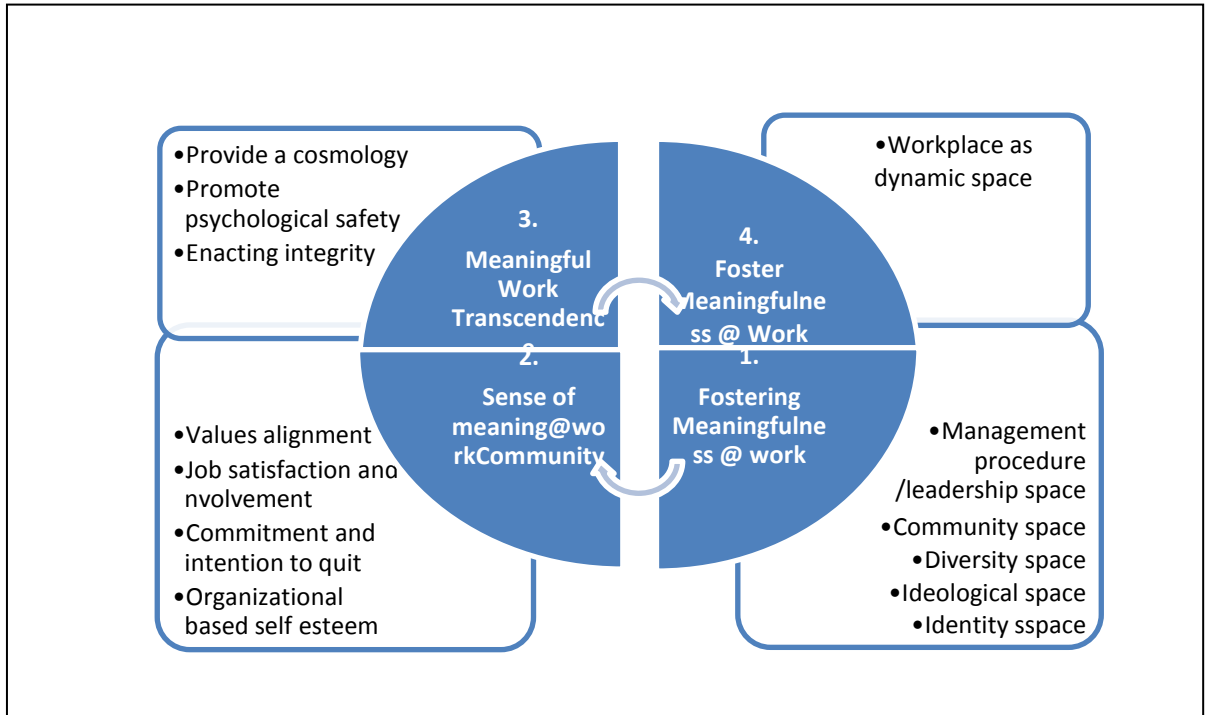 •Provide a cosmology
•Promote
psychological safety
•Enacting integrity
3.
Meaningful
Work
Transcendenc
4.
Foster
Meaningfulne
ss @ Work
•Workplace as
dynamic space
•Values alignment
•Job satisfaction and
nvolvement
•Commitment and
intention to quit
•Organizational
based self esteem
2.
Sense of
meaning@wo
rkCommunity
1.
Fostering
Meaningfulne
ss @ work
•Management
procedure
/leadership space
•Community space
•Diversity space
•Ideological space
•Identity sspace